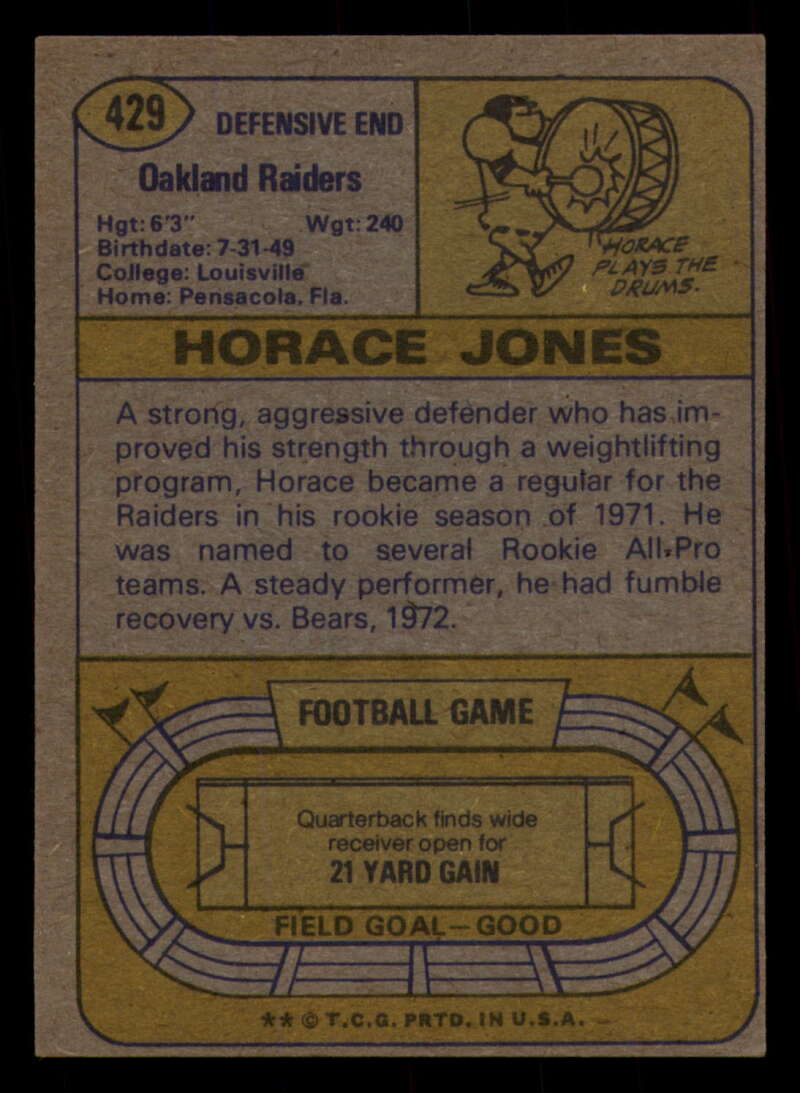 429
DEFENSIVE END
Oakland Raiders
Hgt: 6'3" Wgt: 240
Birthdate: 7-31-49
College: Louisville
Home: Pensacola, Fla.
HORACE
PLAYS THE
DRUMS.
HORACE JONES
A strong, aggressive defender who has im-
proved his strength through a weightlifting
program, Horace became a regular for the
Raiders in his rookie season of 1971. He
was named to several Rookie All-Pro
teams. A steady performer, he had fumble
recovery vs. Bears, 1972.
FOOTBALL GAME
Quarterback finds wide
receiver open for
21 YARD GAIN
FIELD GOAL—GOOD
** © T.C.G. PRTD. IN U.S.A.